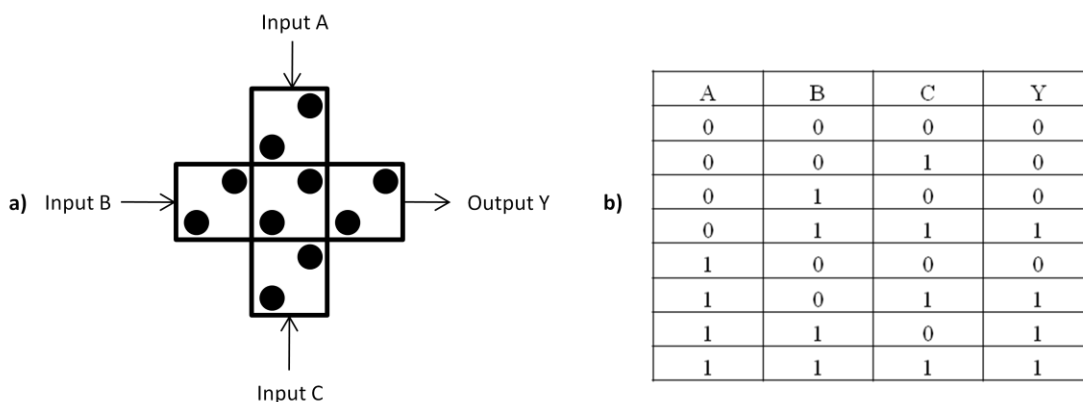 Input A
a) Input B
Output Y
Input C
b)
A B C Y
0 0 0 0
0 0 1 0
0 1 0 0
0 1 1 1
1 0 0 0
1 0 1 1
1 1 0 1
1 1 1 1